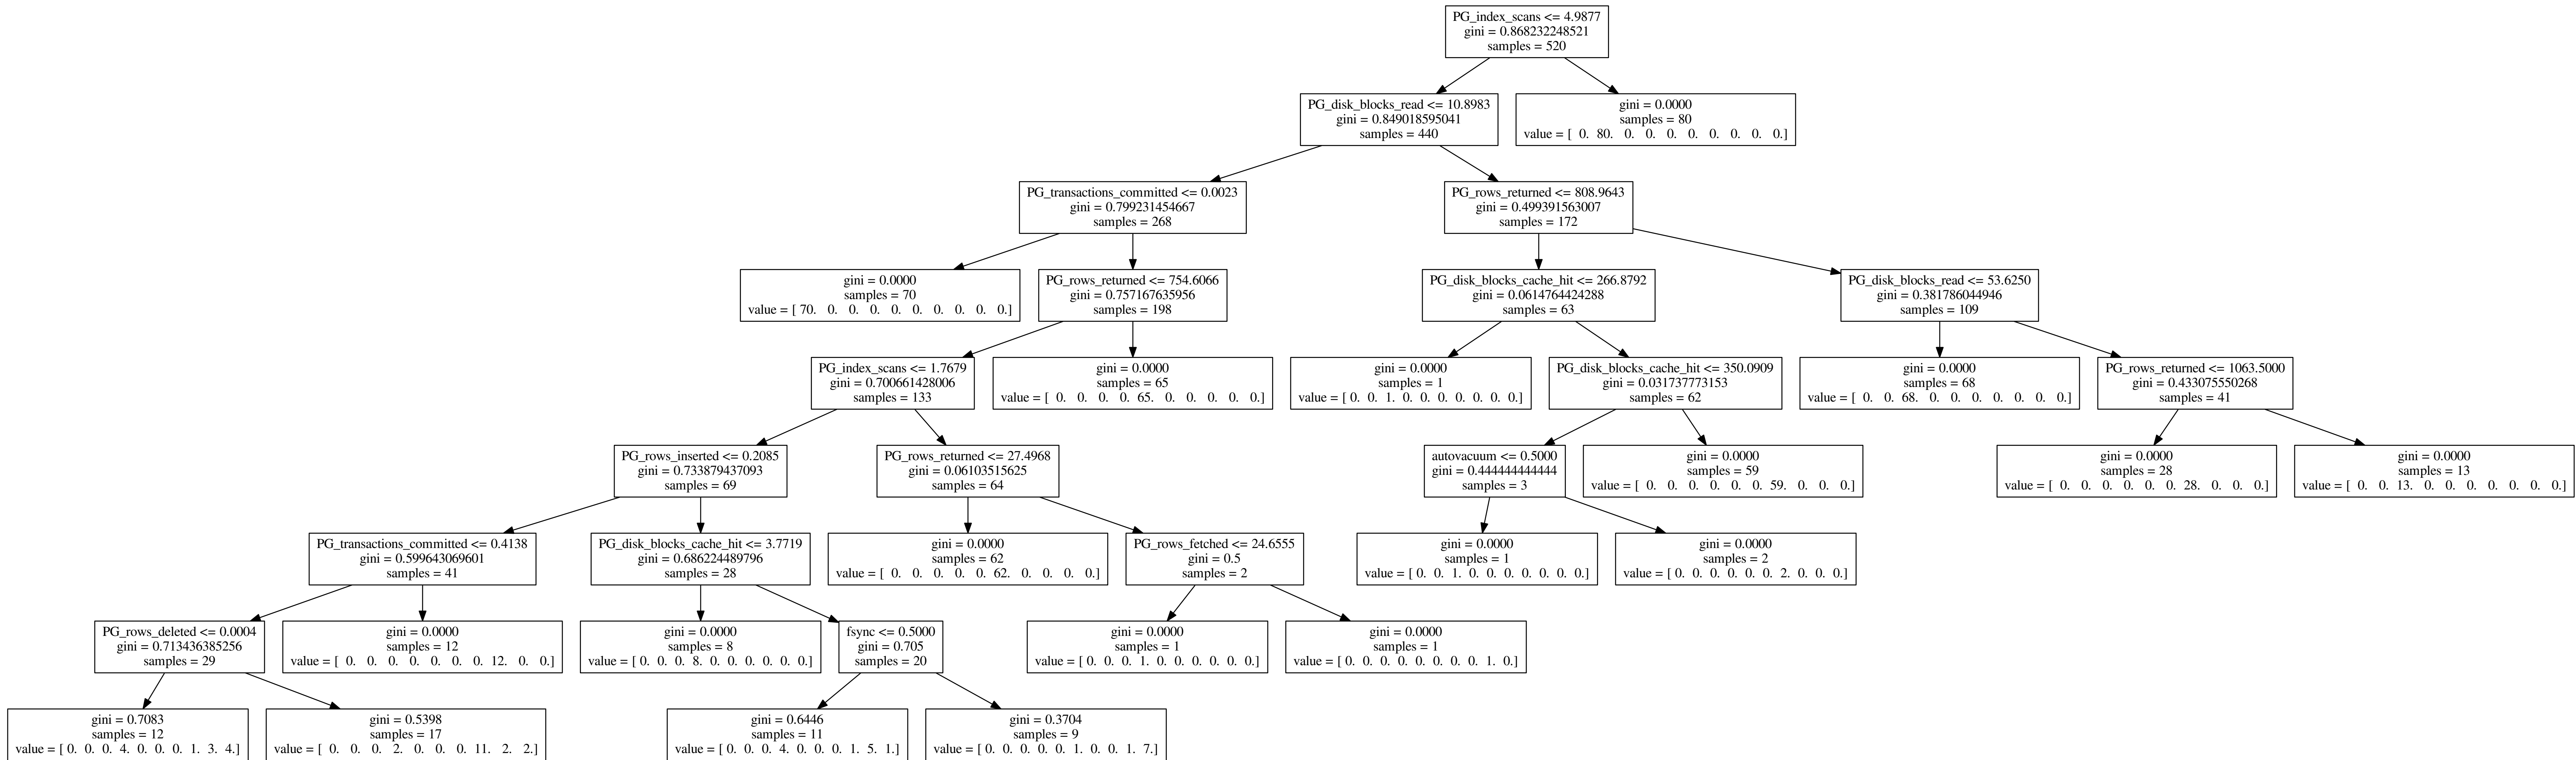 PG_index_scans <= 4.9877
gini = 0.868232248521
samples = 520
PG_disk_blocks_read <= 10.8983
gini = 0.849018595041
samples = 440
gini = 0.0000
samples = 80
value = [ 0. 80. 0. 0. 0. 0. 0. 0. 0. 0.]
PG_transactions_committed <= 0.0023
gini = 0.799231454667
samples = 268
PG_rows_returned <= 808.9643
gini = 0.499391563007
samples = 172
gini = 0.0000
samples = 70
value = [ 70. 0. 0. 0. 0. 0. 0. 0. 0. 0.]
PG_rows_returned <= 754.6066
gini = 0.757167635956
samples = 198
PG_disk_blocks_cache_hit <= 266.8792
gini = 0.0614764424288
samples = 63
PG_disk_blocks_read <= 53.6250
gini = 0.381786044946
samples = 109
PG_index_scans <= 1.7679
gini = 0.700661428006
samples = 133
gini = 0.0000
samples = 65
value = [ 0. 0. 0. 0. 65. 0. 0. 0. 0. 0.]
gini = 0.0000
samples = 1
value = [ 0. 0. 1. 0. 0. 0. 0. 0. 0. 0.]
PG_disk_blocks_cache_hit <= 350.0909
gini = 0.031737773153
samples = 62
gini = 0.0000
samples = 68
value = [ 0. 0. 68. 0. 0. 0. 0. 0. 0. 0.]
PG_rows_returned <= 1063.5000
gini = 0.433075550268
samples = 41
PG_rows_inserted <= 0.2085
gini = 0.733879437093
samples = 69
PG_rows_returned <= 27.4968
gini = 0.06103515625
samples = 64
autovacuum <= 0.5000
gini = 0.444444444444
samples = 3
gini = 0.0000
samples = 59
value = [ 0. 0. 0. 0. 0. 0. 59. 0. 0. 0.]
gini = 0.0000
samples = 28
value = [ 0. 0. 0. 0. 0. 0. 28. 0. 0. 0.]
gini = 0.0000
samples = 13
value = [ 0. 0. 13. 0. 0. 0. 0. 0. 0. 0.]
PG_transactions_committed <= 0.4138
gini = 0.599643069601
samples = 41
PG_disk_blocks_cache_hit <= 3.7719
gini = 0.686224489796
samples = 28
gini = 0.0000
samples = 62
value = [ 0. 0. 0. 0. 0. 62. 0. 0. 0. 0.]
PG_rows_fetched <= 24.6555
gini = 0.5
samples = 2
gini = 0.0000
samples = 1
value = [ 0. 0. 1. 0. 0. 0. 0. 0. 0. 0.]
gini = 0.0000
samples = 2
value = [ 0. 0. 0. 0. 0. 0. 2. 0. 0. 0.]
PG_rows_deleted <= 0.0004
gini = 0.713436385256
samples = 29
gini = 0.0000
samples = 12
value = [ 0. 0. 0. 0. 0. 0. 0. 12. 0. 0.]
gini = 0.0000
samples = 8
value = [ 0. 0. 0. 8. 0. 0. 0. 0. 0. 0.]
fsync <= 0.5000
gini = 0.705
samples = 20
gini = 0.0000
samples = 1
value = [ 0. 0. 0. 1. 0. 0. 0. 0. 0. 0.]
gini = 0.0000
samples = 1
value = [ 0. 0. 0. 0. 0. 0. 0. 0. 1. 0.]
gini = 0.7083
samples = 12
value = [ 0. 0. 0. 4. 0. 0. 0. 1. 3. 4.]
gini = 0.5398
samples = 17
value = [ 0. 0. 0. 2. 0. 0. 0. 11. 2. 2.]
gini = 0.6446
samples = 11
value = [ 0. 0. 0. 4. 0. 0. 0. 1. 5. 1.]
gini = 0.3704
samples = 9
value = [ 0. 0. 0. 0. 0. 1. 0. 0. 1. 7.]